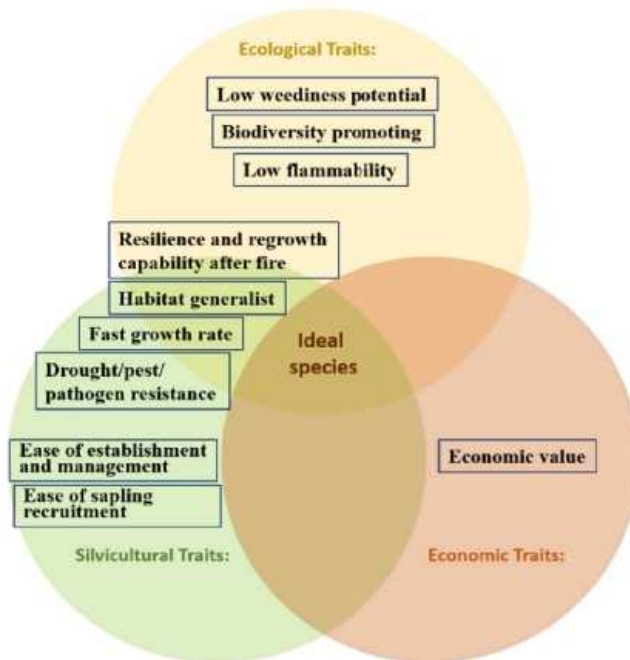 Ecological Traits:
Low weediness potential
Biodiversity promoting
Low flammability
Resilience and regrowth
capability after fire
Habitat generalist
Fast growth rate
Ideal
species
Drought/pest/
pathogen resistance
Ease of establishment
and management
Economic value
Ease of sapling
recruitment
Silvicultural Traits:
Economic Traits: